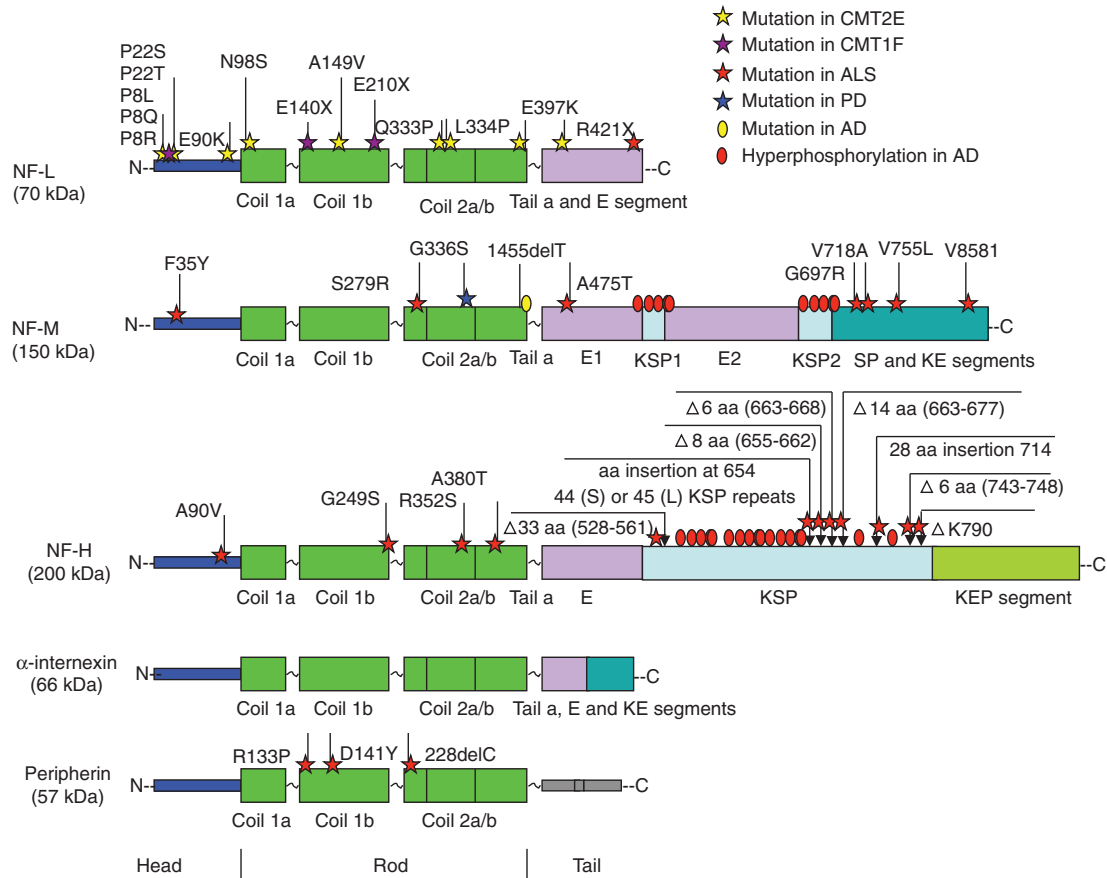 Mutation in CMT2E
Mutation in CMT1F
Mutation in ALS
Mutation in PD
Mutation in AD
Hyperphosphorylation in AD
P22S
P22T
P8L
P8Q
P8R
E90K
N98S
E140X
A149V
E210X
Q333P
L334P
E397K
R421X
NF-L
(70 kDa)
N--
--C
Coil 1a
Coil 1b
Coil 2a/b
Tail a and E segment
F35Y
S279R
G336S
1455delT
A475T
G697R
V718A
V755L
V8581
NF-M
(150 kDa)
N--
--C
Coil 1a
Coil 1b
Coil 2a/b
Tail a
E1
KSP1
E2
KSP2
SP and KE segments
△6 aa (663-668)
△14 aa (663-677)
△8 aa (655-662)
28 aa insertion 714
aa insertion at 654
△6 aa (743-748)
44 (S) or 45 (L) KSP repeats
△33 aa (528-561)
△K790
A90V
G249S
R352S
A380T
NF-H
(200 kDa)
N--
--C
Coil 1a
Coil 1b
Coil 2a/b
Tail a
E
KSP
KEP segment
α-internexin
(66 kDa)
N--
--C
Coil 1a
Coil 1b
Coil 2a/b
Tail a, E and KE segments
R133P
D141Y
228delC
Peripherin
(57 kDa)
N--
--C
Coil 1a
Coil 1b
Coil 2a/b
Head
Rod
Tail